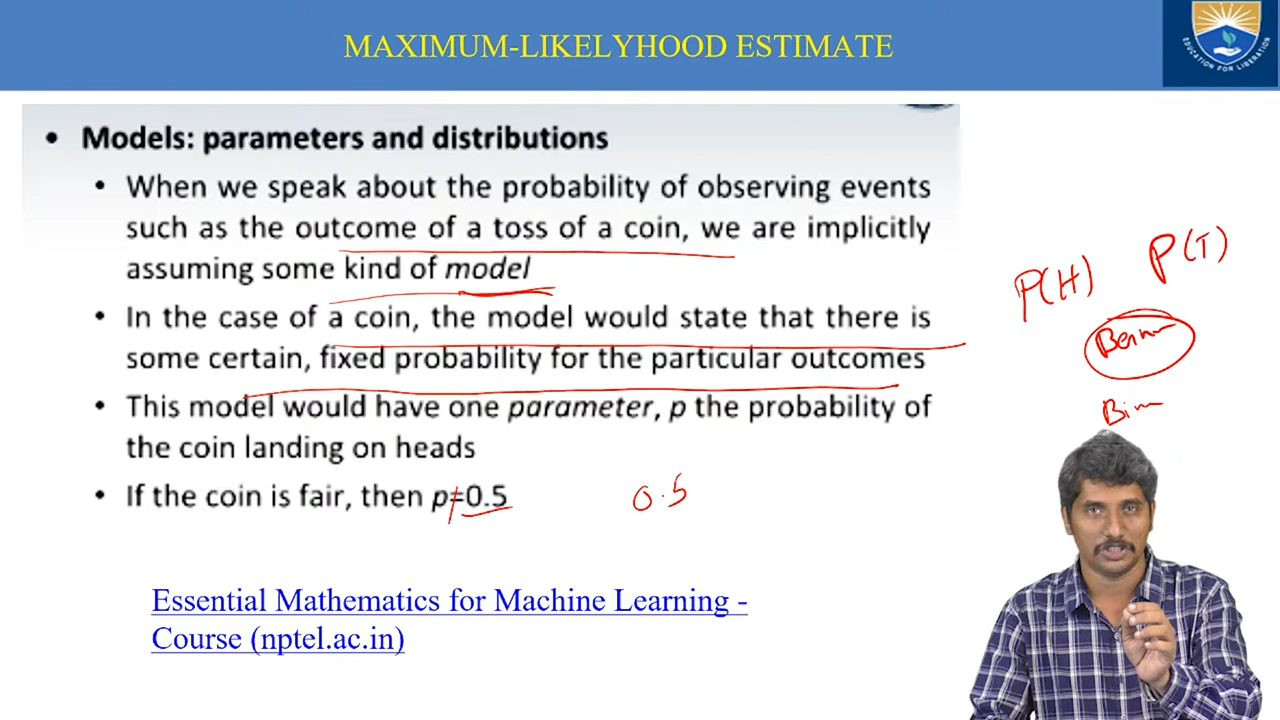 MAXIMUM-LIKELYHOOD ESTIMATE
EDUCATION FOR LIBERATION
• Models: parameters and distributions
• When we speak about the probability of observing events
such as the outcome of a toss of a coin, we are implicitly
assuming some kind of model
• In the case of a coin, the model would state that there is
some certain, fixed probability for the particular outcomes
• This model would have one parameter, p the probability of
the coin landing on heads
• If the coin is fair, then p=0.5
0.5
P(H) P(T)
Essential Mathematics for Machine Learning -
Course (nptel.ac.in)